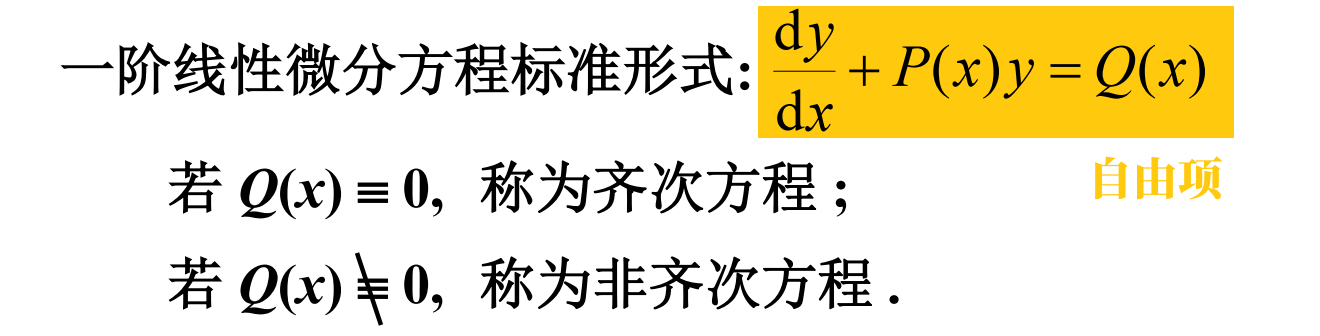 一阶线性微分方程标准形式: dy/dx + P(x)y = Q(x)
自由项
若 Q(x) ≡ 0, 称为齐次方程 ;
若 Q(x) ≢ 0, 称为非齐次方程 .